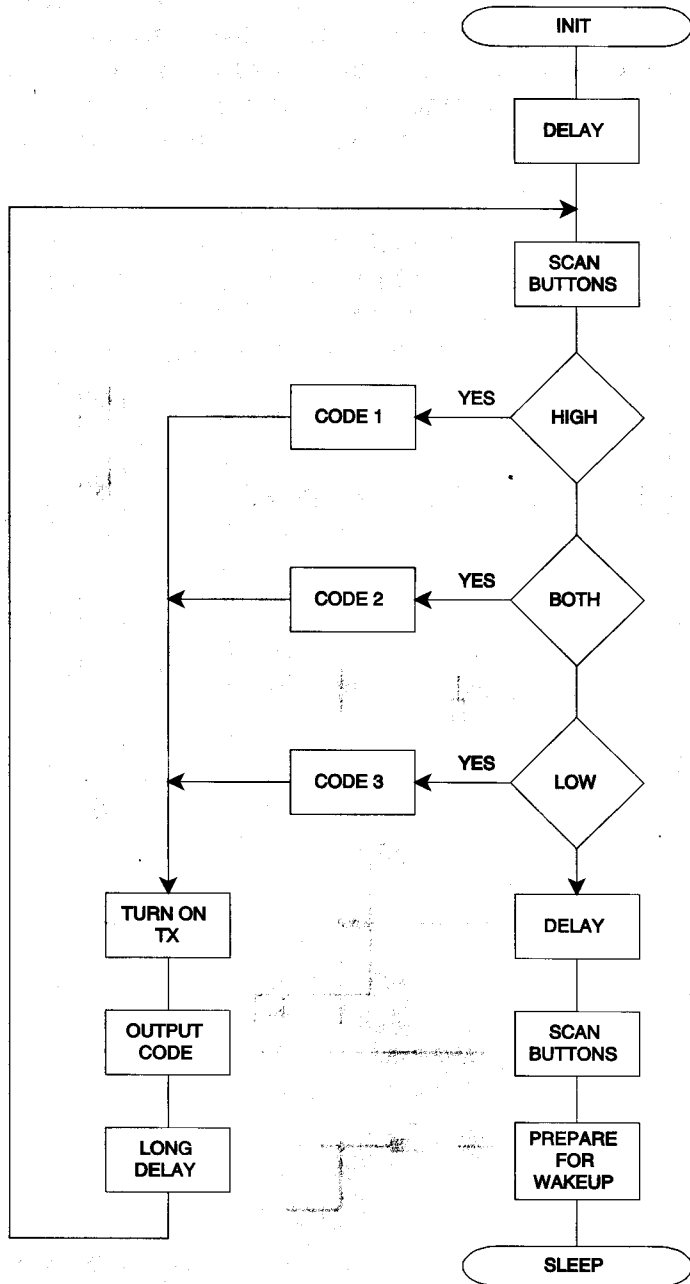 INIT
DELAY
SCAN
BUTTONS
HIGH
YES
CODE 1
BOTH
YES
CODE 2
LOW
YES
CODE 3
TURN ON
TX
OUTPUT
CODE
LONG
DELAY
DELAY
SCAN
BUTTONS
PREPARE
FOR
WAKEUP
SLEEP